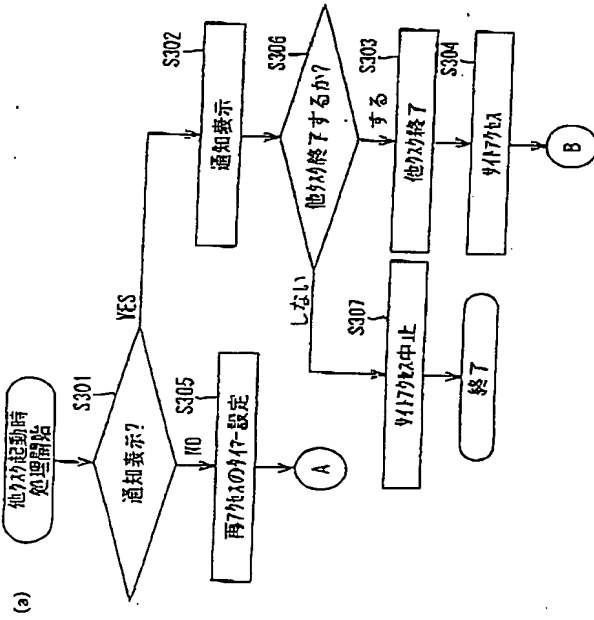 (a)
他タスク起動時
処理開始
S301
通知表示?
YES
NO
S302
通知表示
S305
再アクセスのタイマー設定
A
S306
他タスク終了するか?
しない
する
S303
他タスク終了
S307
サイトアクセス中止
S304
サイトアクセス
終了
B